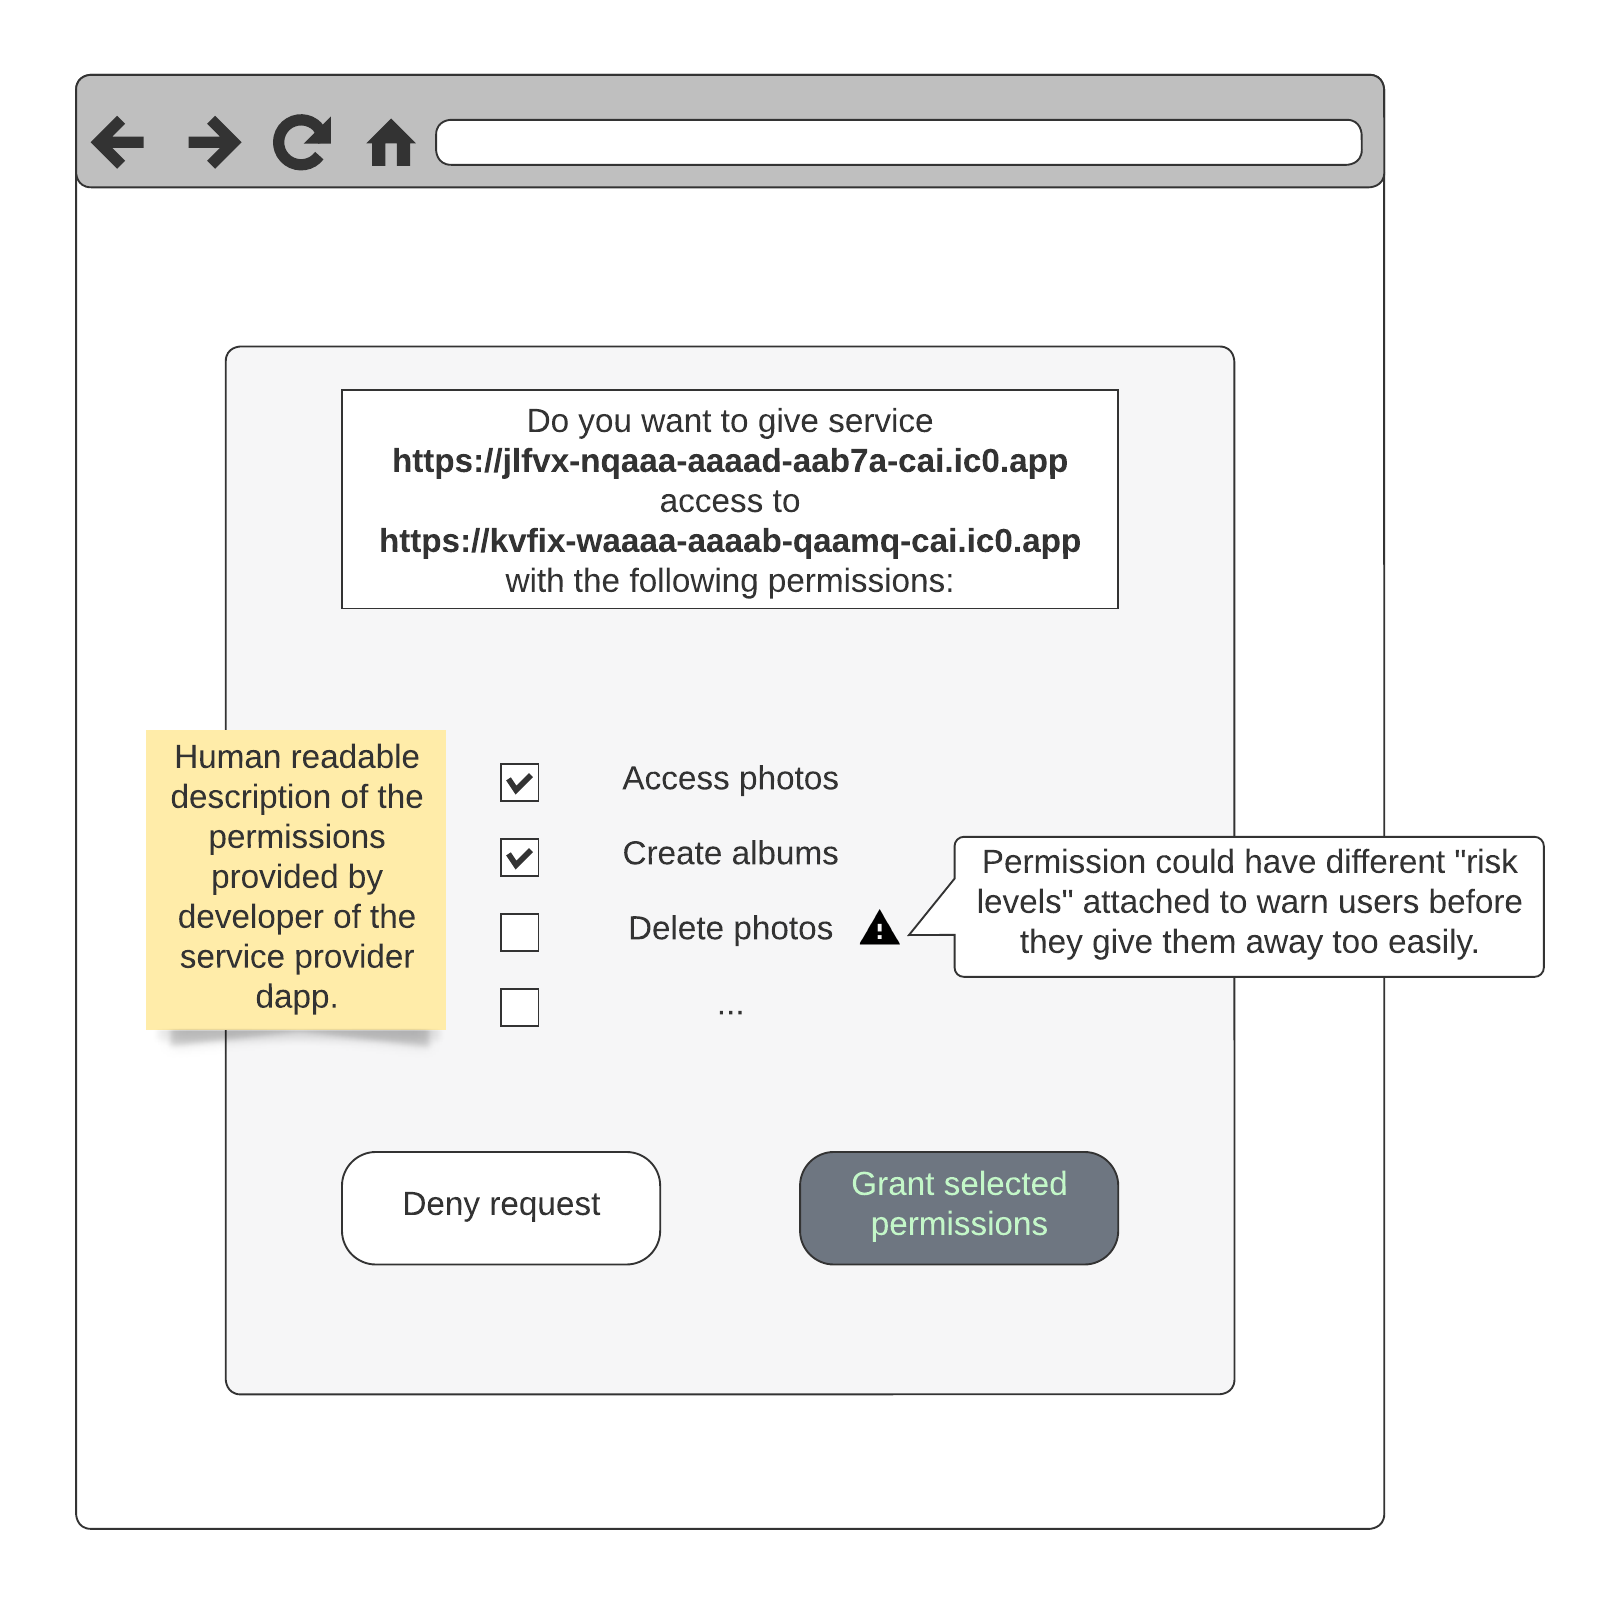 Do you want to give service
https://jlfvx-nqaaa-aaaad-aab7a-cai.ic0.app
access to
https://kvfix-waaaa-aaaab-qaamq-cai.ic0.app
with the following permissions:
Human readable
description of the
permissions
provided by
developer of the
service provider
dapp.
Access photos
Create albums
Delete photos
...
Permission could have different "risk
levels" attached to warn users before
they give them away too easily.
Deny request
Grant selected
permissions